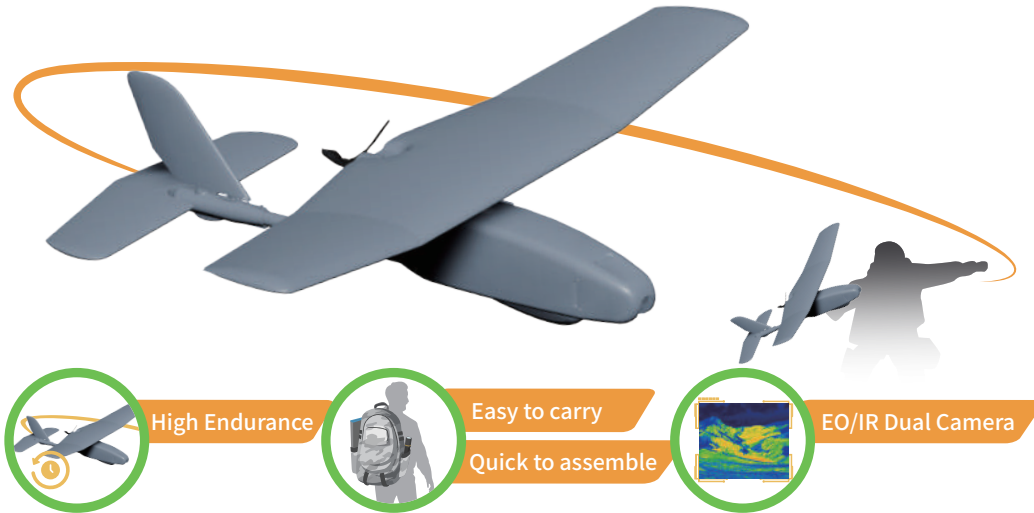 High Endurance
Easy to carry
Quick to assemble
EO/IR Dual Camera